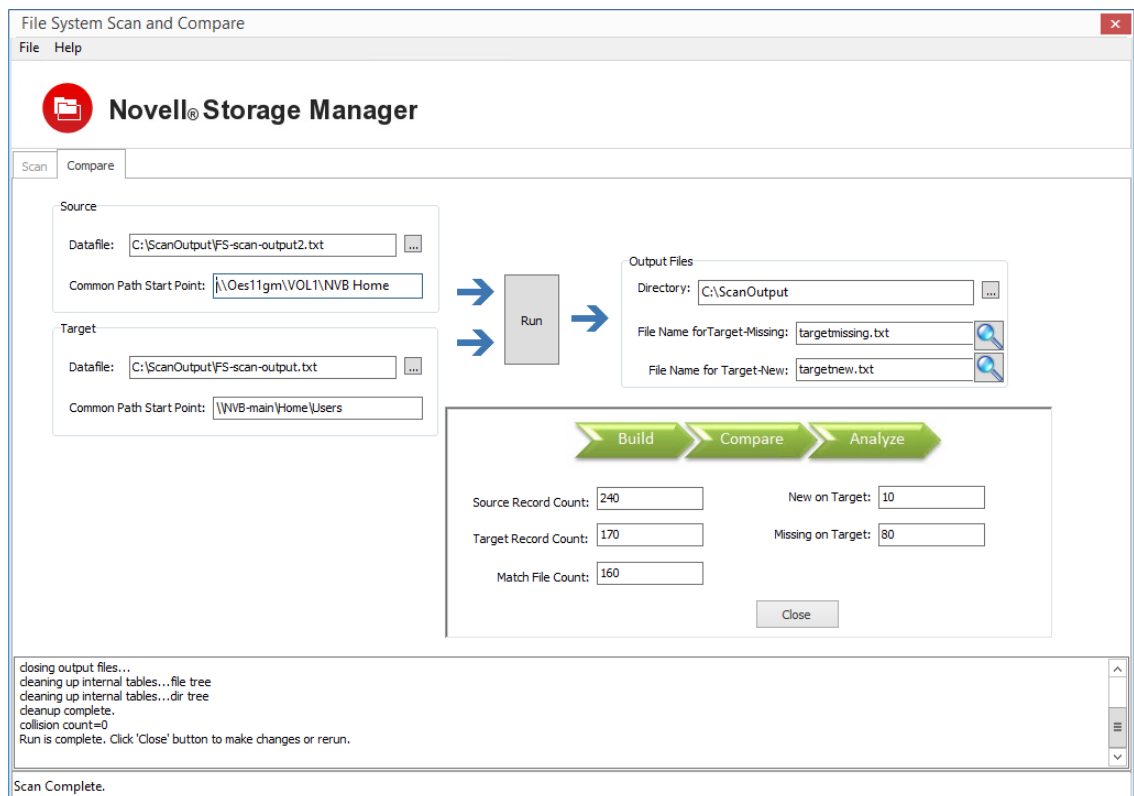 File System Scan and Compare
File Help
Novell® Storage Manager
Scan Compare
Source
Datafile: C:\ScanOutput\FS-scan-output2.txt ...
Common Path Start Point: \\Oes11gm\VOL1\NVB Home
Target
Datafile: C:\ScanOutput\FS-scan-output.txt ...
Common Path Start Point: \\NVB-main\Home\Users
Run
Output Files
Directory: C:\ScanOutput ...
File Name forTarget-Missing: targetmissing.txt
File Name for Target-New: targetnew.txt
Build Compare Analyze
Source Record Count: 240 New on Target: 10
Target Record Count: 170 Missing on Target: 80
Match File Count: 160
Close
closing output files...
cleaning up internal tables...file tree
cleaning up internal tables...dir tree
cleanup complete.
collision count=0
Run is complete. Click 'Close' button to make changes or rerun.
Scan Complete.